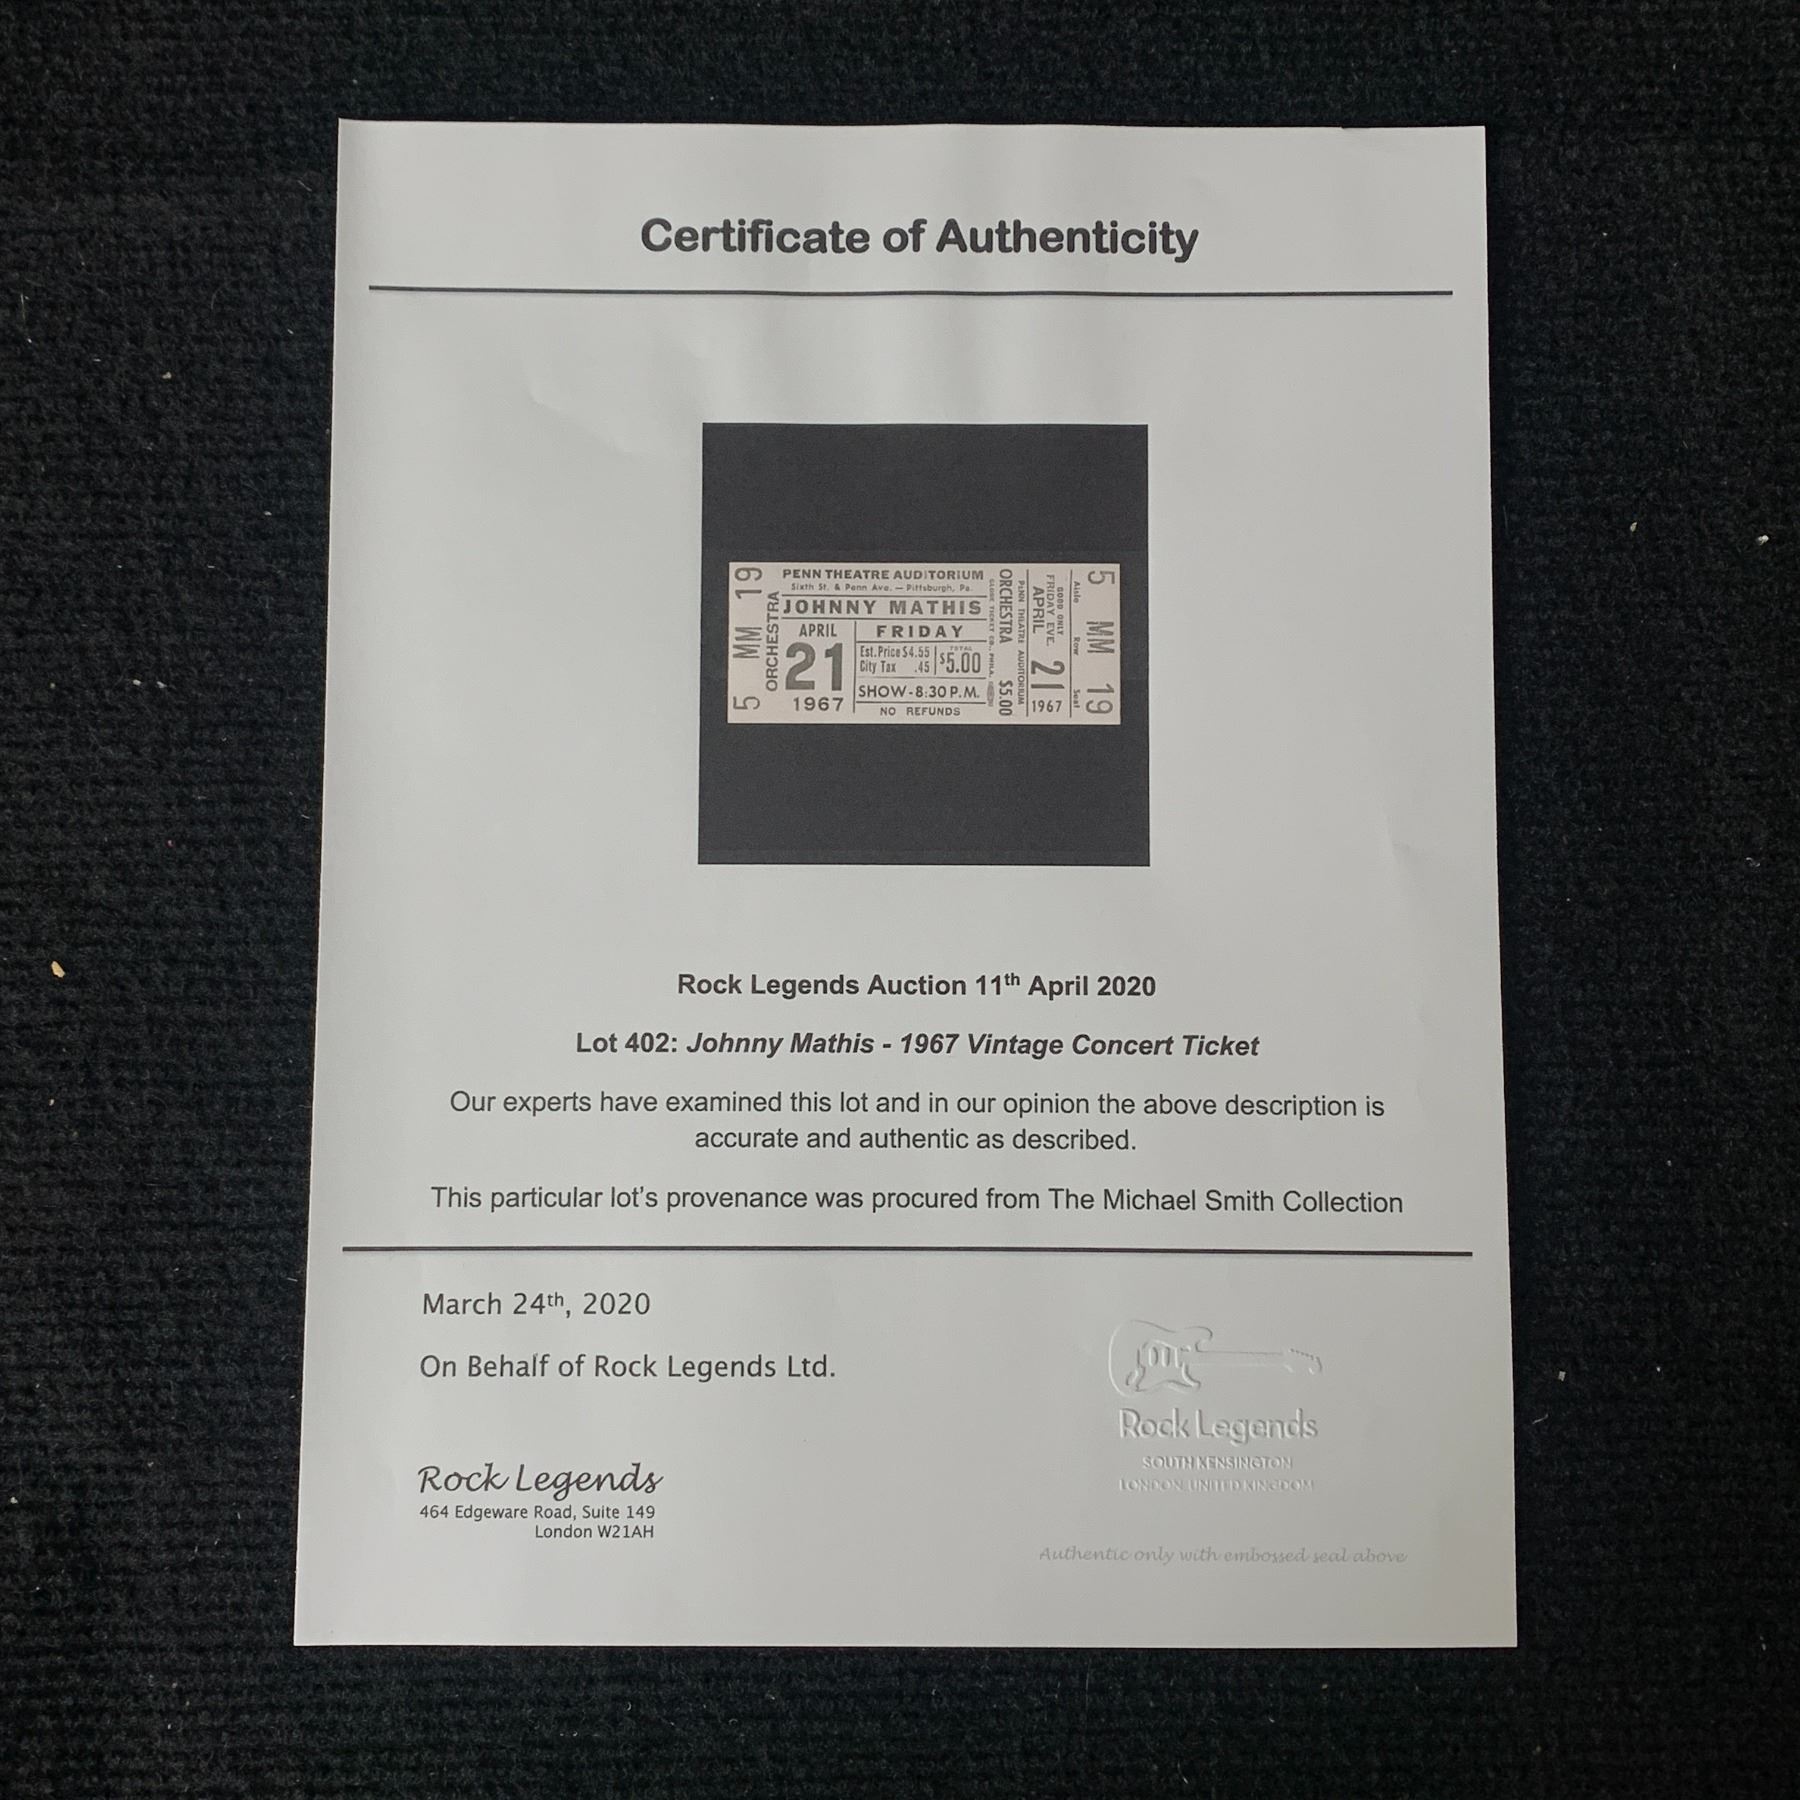 Certificate of Authenticity
5 MM 19
ORCHESTRA
PENN THEATRE AUDITORIUM
Sixth St. & Penn Ave. — Pittsburgh, Pa.
JOHNNY MATHIS
APRIL
21
1967
FRIDAY
Est. Price $4.55
City Tax .45
TOTAL
$5.00
SHOW-8:30 P.M.
NO REFUNDS
GLOBE TICKET CO., PHILA.
ORCHESTRA $5.00
PENN THEATRE AUDITORIUM
GOOD ONLY
FRIDAY EVE.
APRIL
21
1967
Aisle Row Seat
5 MM 19
Rock Legends Auction 11th April 2020
Lot 402: Johnny Mathis - 1967 Vintage Concert Ticket
Our experts have examined this lot and in our opinion the above description is
accurate and authentic as described.
This particular lot's provenance was procured from The Michael Smith Collection
March 24th, 2020
On Behalf of Rock Legends Ltd.
Rock Legends
464 Edgeware Road, Suite 149
London W21AH
Rock Legends
SOUTH KENSINGTON
LONDON UNITED KINGDOM
Authentic only with embossed seal above